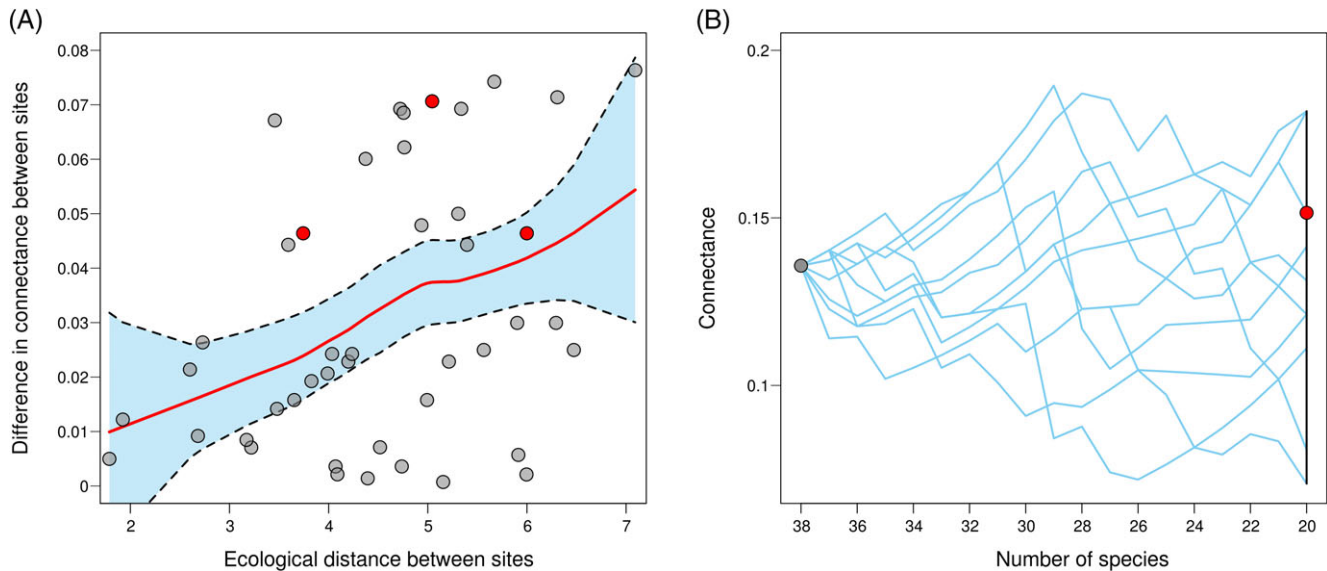 (A)
Difference in connectance between sites
0.08
0.07
0.06
0.05
0.04
0.03
0.02
0.01
0
2 3 4 5 6 7
Ecological distance between sites
(B)
Connectance
0.2
0.15
0.1
38 36 34 32 30 28 26 24 22 20
Number of species